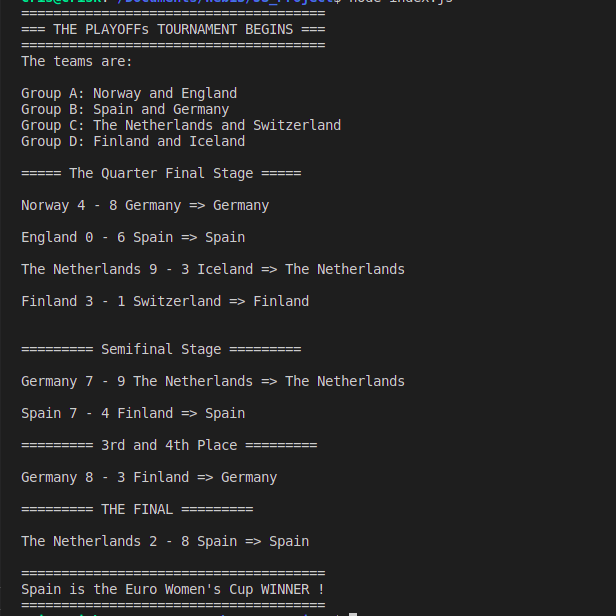 ====================================== 
=== THE PLAYOFFs TOURNAMENT BEGINS ===
======================================
The teams are:
Group A: Norway and England
Group B: Spain and Germany
Group C: The Netherlands and Switzerland
Group D: Finland and Iceland
===== The Quarter Final Stage =====
Norway 4 - 8 Germany => Germany
England 0 - 6 Spain => Spain
The Netherlands 9 - 3 Iceland => The Netherlands
Finland 3 - 1 Switzerland => Finland
========= Semifinal Stage =========
Germany 7 - 9 The Netherlands => The Netherlands
Spain 7 - 4 Finland => Spain
========= 3rd and 4th Place =========
Germany 8 - 3 Finland => Germany
========= THE FINAL =========
The Netherlands 2 - 8 Spain => Spain
======================================
Spain is the Euro Women's Cup WINNER !
======================================